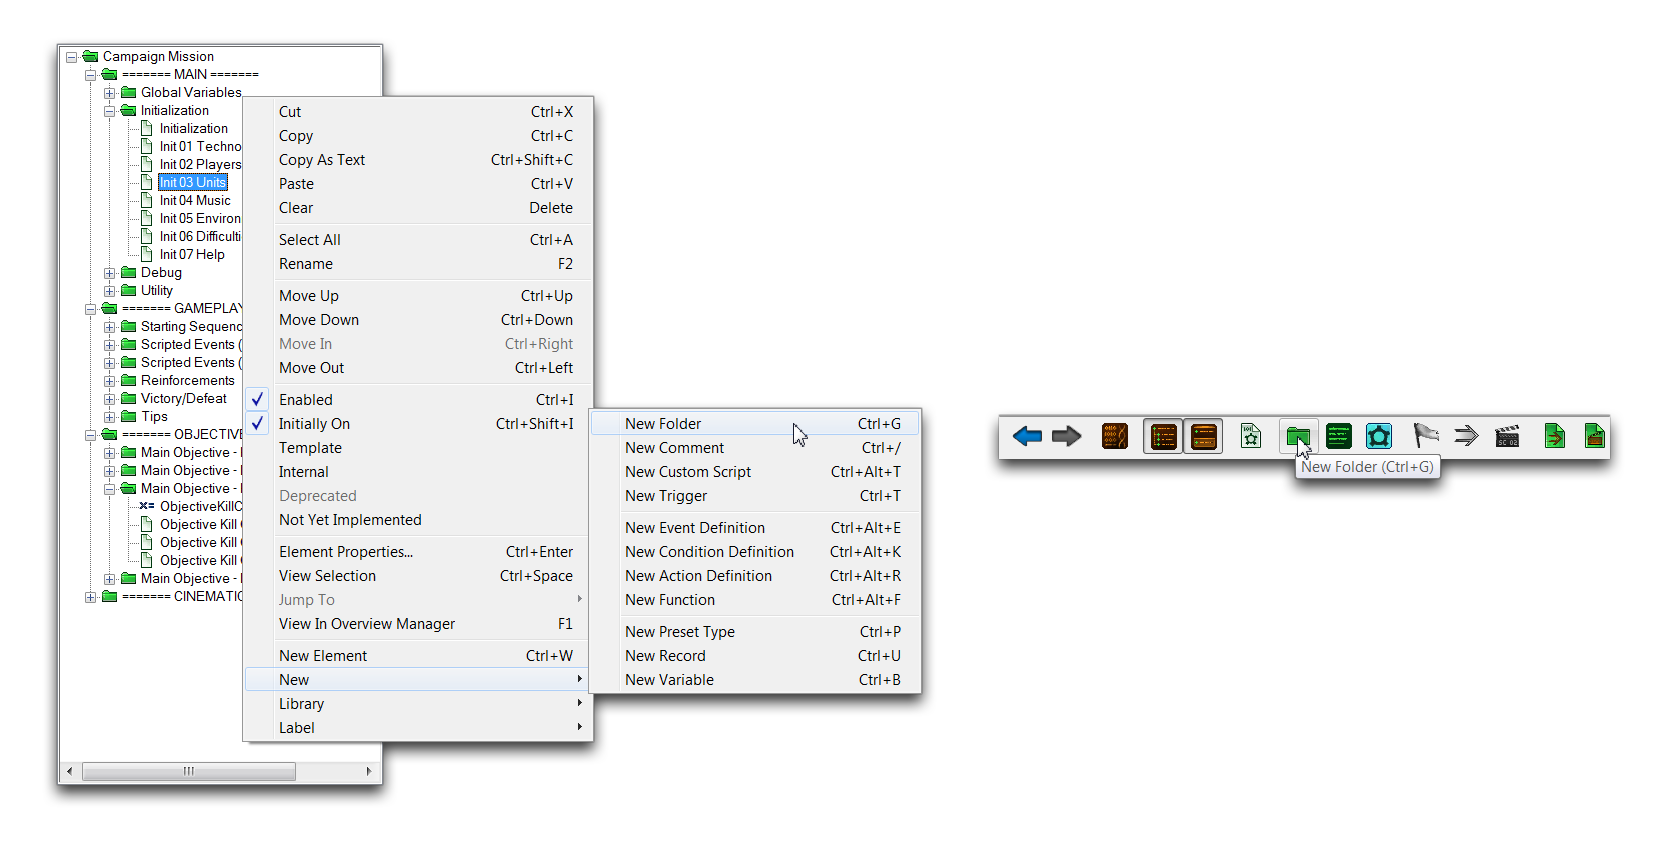 Campaign Mission
======= MAIN =======
Global Variables
Initialization
Initialization
Init 01 Techno
Init 02 Players
Init 03 Units
Init 04 Music
Init 05 Environ
Init 06 Difficulti
Init 07 Help
Debug
Utility
======= GAMEPLAY
Starting Sequenc
Scripted Events (
Scripted Events (
Reinforcements
Victory/Defeat
Tips
======= OBJECTIVE
Main Objective -
Main Objective -
Main Objective -
ObjectiveKillC
Objective Kill
Objective Kill
Objective Kill
Main Objective -
======= CINEMATIC
Cut Ctrl+X
Copy Ctrl+C
Copy As Text Ctrl+Shift+C
Paste Ctrl+V
Clear Delete
Select All Ctrl+A
Rename F2
Move Up Ctrl+Up
Move Down Ctrl+Down
Move In Ctrl+Right
Move Out Ctrl+Left
Enabled Ctrl+I
Initially On Ctrl+Shift+I
Template
Internal
Deprecated
Not Yet Implemented
Element Properties... Ctrl+Enter
View Selection Ctrl+Space
Jump To
View In Overview Manager F1
New Element Ctrl+W
New
Library
Label
New Folder Ctrl+G
New Comment Ctrl+/
New Custom Script Ctrl+Alt+T
New Trigger Ctrl+T
New Event Definition Ctrl+Alt+E
New Condition Definition Ctrl+Alt+K
New Action Definition Ctrl+Alt+R
New Function Ctrl+Alt+F
New Preset Type Ctrl+P
New Record Ctrl+U
New Variable Ctrl+B
SC 02
New Folder (Ctrl+G)